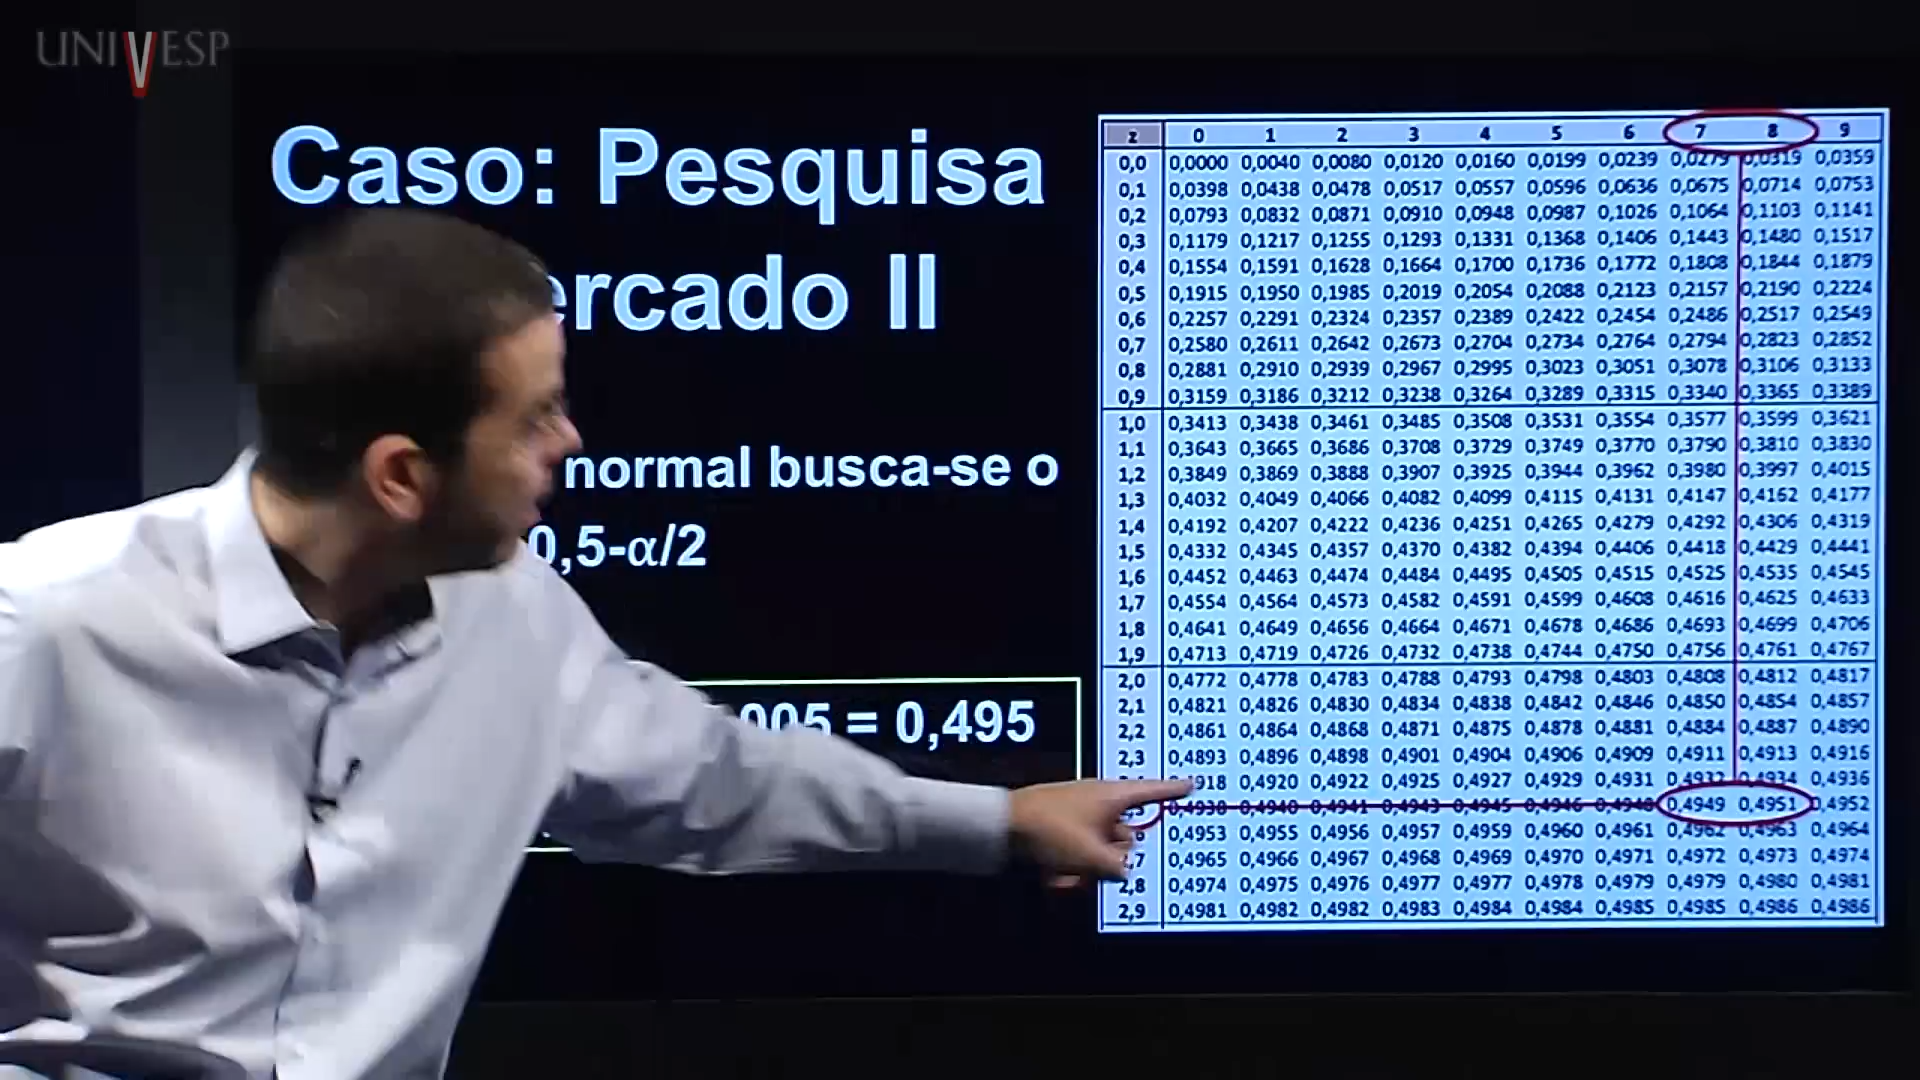 UNIVESP
Caso: Pesquisa
ercado II
normal busca-se o
0,5-α/2
005 = 0,495
z 0 1 2 3 4 5 6 7 8 9
0,0 0,0000 0,0040 0,0080 0,0120 0,0160 0,0199 0,0239 0,0279 0,0319 0,0359
0,1 0,0398 0,0438 0,0478 0,0517 0,0557 0,0596 0,0636 0,0675 0,0714 0,0753
0,2 0,0793 0,0832 0,0871 0,0910 0,0948 0,0987 0,1026 0,1064 0,1103 0,1141
0,3 0,1179 0,1217 0,1255 0,1293 0,1331 0,1368 0,1406 0,1443 0,1480 0,1517
0,4 0,1554 0,1591 0,1628 0,1664 0,1700 0,1736 0,1772 0,1808 0,1844 0,1879
0,5 0,1915 0,1950 0,1985 0,2019 0,2054 0,2088 0,2123 0,2157 0,2190 0,2224
0,6 0,2257 0,2291 0,2324 0,2357 0,2389 0,2422 0,2454 0,2486 0,2517 0,2549
0,7 0,2580 0,2611 0,2642 0,2673 0,2704 0,2734 0,2764 0,2794 0,2823 0,2852
0,8 0,2881 0,2910 0,2939 0,2967 0,2995 0,3023 0,3051 0,3078 0,3106 0,3133
0,9 0,3159 0,3186 0,3212 0,3238 0,3264 0,3289 0,3315 0,3340 0,3365 0,3389
1,0 0,3413 0,3438 0,3461 0,3485 0,3508 0,3531 0,3554 0,3577 0,3599 0,3621
1,1 0,3643 0,3665 0,3686 0,3708 0,3729 0,3749 0,3770 0,3790 0,3810 0,3830
1,2 0,3849 0,3869 0,3888 0,3907 0,3925 0,3944 0,3962 0,3980 0,3997 0,4015
1,3 0,4032 0,4049 0,4066 0,4082 0,4099 0,4115 0,4131 0,4147 0,4162 0,4177
1,4 0,4192 0,4207 0,4222 0,4236 0,4251 0,4265 0,4279 0,4292 0,4306 0,4319
1,5 0,4332 0,4345 0,4357 0,4370 0,4382 0,4394 0,4406 0,4418 0,4429 0,4441
1,6 0,4452 0,4463 0,4474 0,4484 0,4495 0,4505 0,4515 0,4525 0,4535 0,4545
1,7 0,4554 0,4564 0,4573 0,4582 0,4591 0,4599 0,4608 0,4616 0,4625 0,4633
1,8 0,4641 0,4649 0,4656 0,4664 0,4671 0,4678 0,4686 0,4693 0,4699 0,4706
1,9 0,4713 0,4719 0,4726 0,4732 0,4738 0,4744 0,4750 0,4756 0,4761 0,4767
2,0 0,4772 0,4778 0,4783 0,4788 0,4793 0,4798 0,4803 0,4808 0,4812 0,4817
2,1 0,4821 0,4826 0,4830 0,4834 0,4838 0,4842 0,4846 0,4850 0,4854 0,4857
2,2 0,4861 0,4864 0,4868 0,4871 0,4875 0,4878 0,4881 0,4884 0,4887 0,4890
2,3 0,4893 0,4896 0,4898 0,4901 0,4904 0,4906 0,4909 0,4911 0,4913 0,4916
4918 0,4920 0,4922 0,4925 0,4927 0,4929 0,4931 0,4932 0,4934 0,4936
0,4938 0,4940 0,4941 0,4943 0,4945 0,4946 0,4948 0,4949 0,4951 0,4952
6 0,4953 0,4955 0,4956 0,4957 0,4959 0,4960 0,4961 0,4962 0,4963 0,4964
,7 0,4965 0,4966 0,4967 0,4968 0,4969 0,4970 0,4971 0,4972 0,4973 0,4974
2,8 0,4974 0,4975 0,4976 0,4977 0,4977 0,4978 0,4979 0,4979 0,4980 0,4981
2,9 0,4981 0,4982 0,4982 0,4983 0,4984 0,4984 0,4985 0,4985 0,4986 0,4986